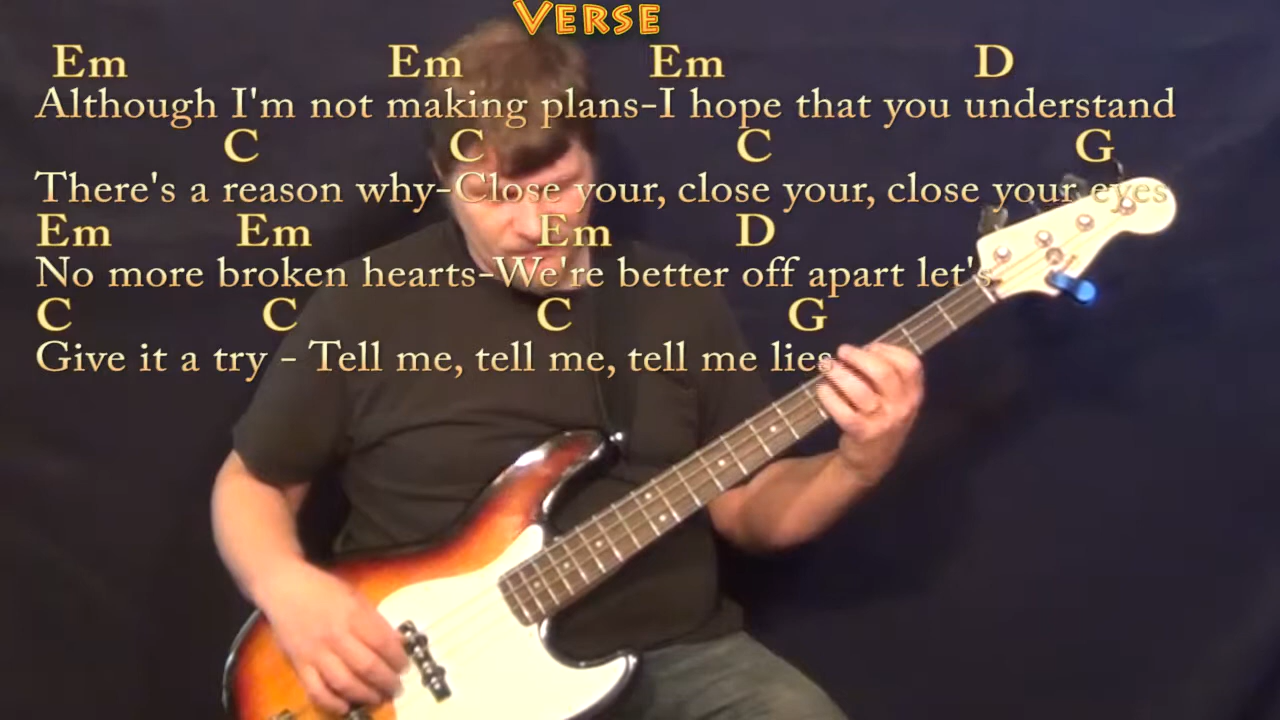 VERSE
Em Em Em D
Although I'm not making plans-I hope that you understand
C C C G
There's a reason why-Close your, close your, close your eyes
Em Em Em D
No more broken hearts-We're better off apart let's
C C C G
Give it a try - Tell me, tell me, tell me lies